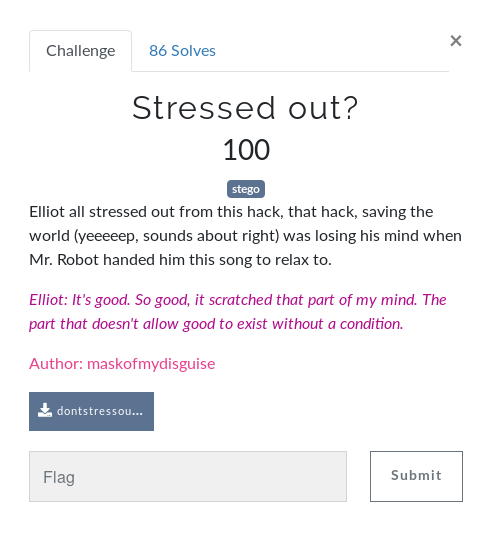 Challenge 86 Solves ×
Stressed out?
100
stego
Elliot all stressed out from this hack, that hack, saving the
world (yeeeeep, sounds about right) was losing his mind when
Mr. Robot handed him this song to relax to.
Elliot: It's good. So good, it scratched that part of my mind. The
part that doesn't allow good to exist without a condition.
Author: maskofmydisguise
dontstressou...
Flag Submit